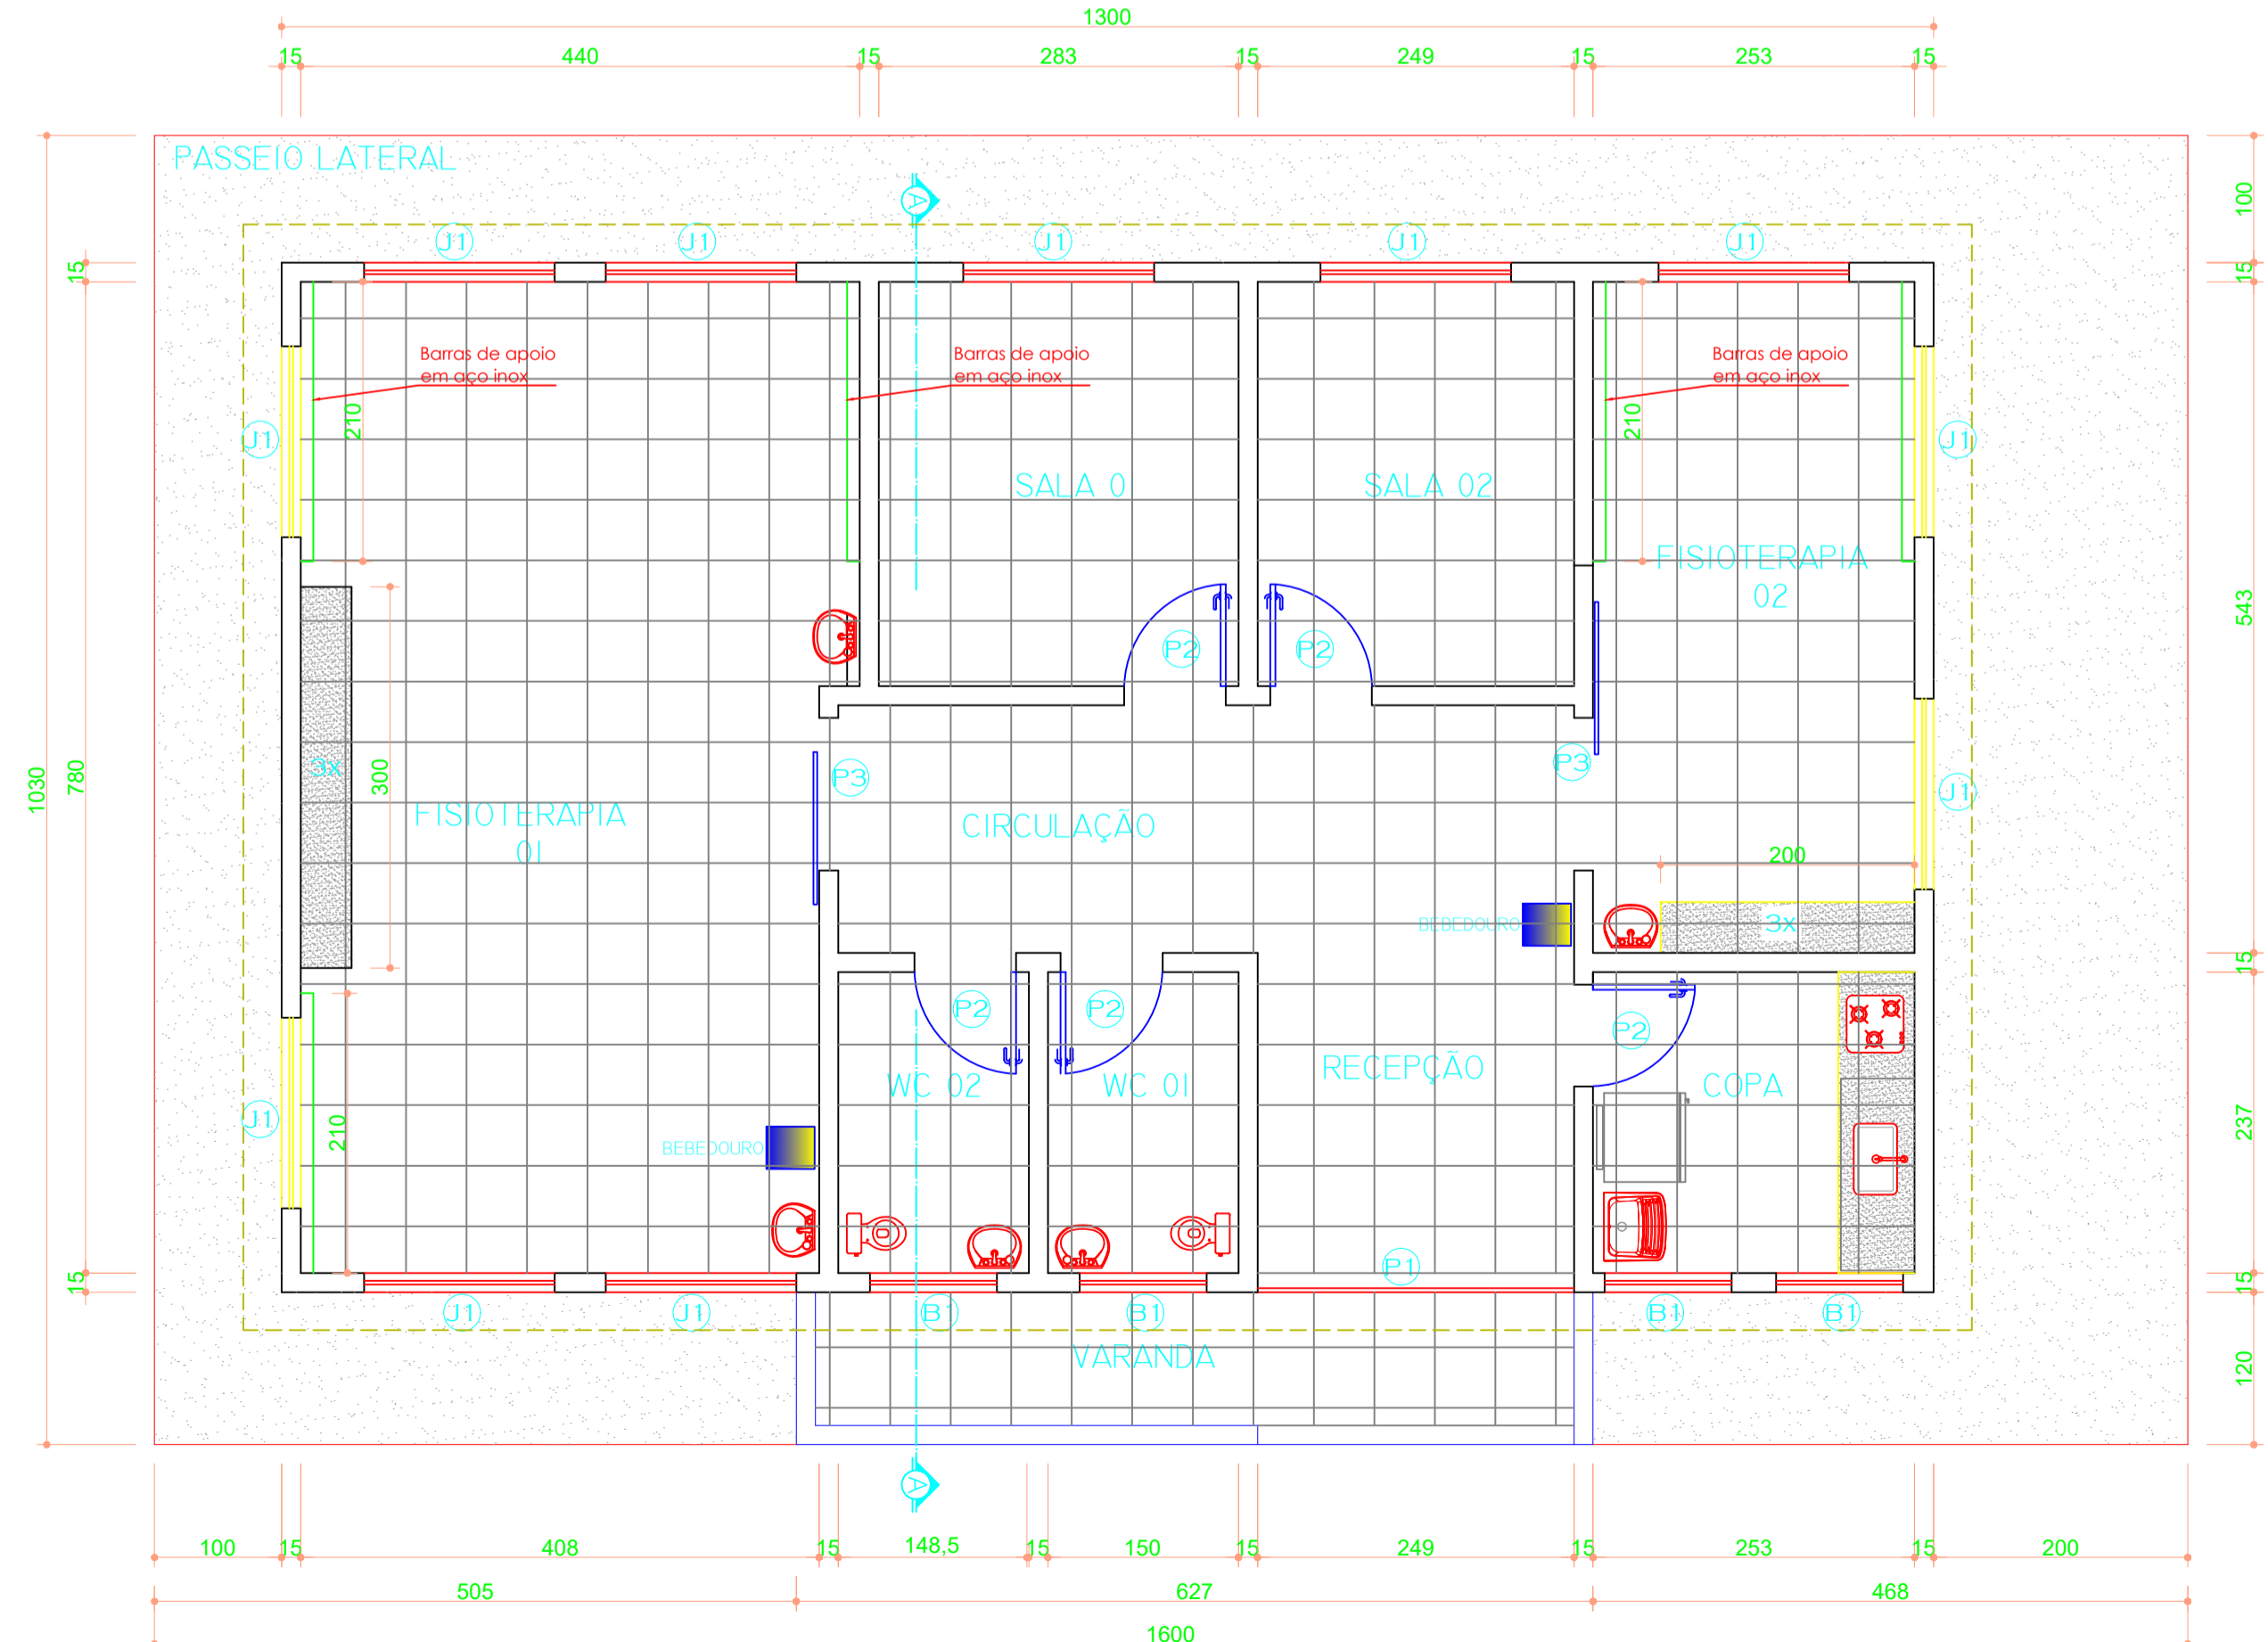 1300
15 440 15 283 15 249 15 253 15
PASSEIO LATERAL
A
100
J1 J1 J1 J1 J1
15
15
Barras de apoio
em aço inox
Barras de apoio
em aço inox
Barras de apoio
em aço inox
210
210
J1
J1
SALA 0
SALA 02
FISIOTERAPIA
02
543
P2 P2
1030
780
3x
300
P3
P3
J1
FISIOTERAPIA
01
CIRCULAÇÃO
200
BEBEDOURO
3x
15
P2 P2
P2
WC 02
WC 01
RECEPÇÃO
COPA
J1
210
BEBEDOURO
237
P1
15
15
J1 J1 B1 B1 B1 B1
VARANDA
120
A
100 15 408 15 148,5 15 150 15 249 15 253 15 200
505 627 468
1600